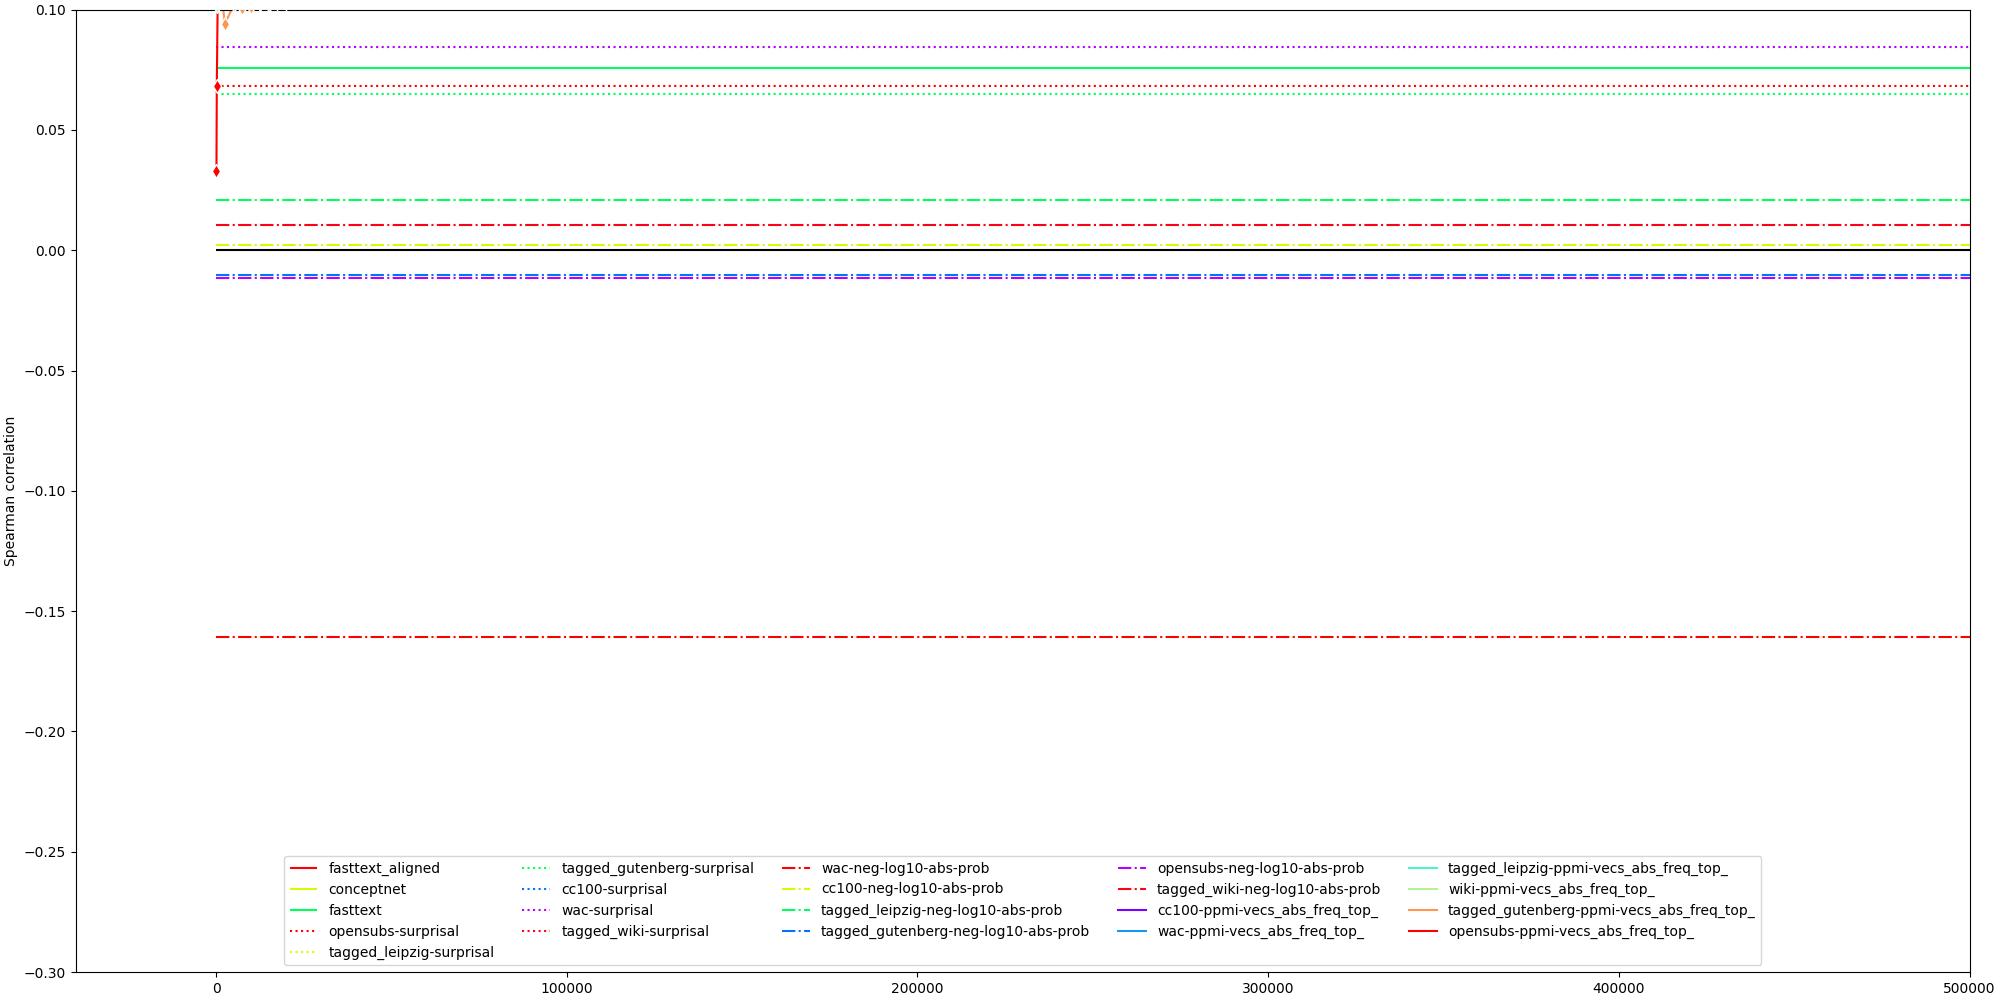 0.10
0.05
0.00
−0.05
−0.10
−0.15
−0.20
−0.25
−0.30
Spearman correlation
0
100000
200000
300000
400000
500000
fasttext_aligned
conceptnet
fasttext
opensubs-surprisal
tagged_leipzig-surprisal
tagged_gutenberg-surprisal
cc100-surprisal
wac-surprisal
tagged_wiki-surprisal
wac-neg-log10-abs-prob
cc100-neg-log10-abs-prob
tagged_leipzig-neg-log10-abs-prob
tagged_gutenberg-neg-log10-abs-prob
opensubs-neg-log10-abs-prob
tagged_wiki-neg-log10-abs-prob
cc100-ppmi-vecs_abs_freq_top_
wac-ppmi-vecs_abs_freq_top_
tagged_leipzig-ppmi-vecs_abs_freq_top_
wiki-ppmi-vecs_abs_freq_top_
tagged_gutenberg-ppmi-vecs_abs_freq_top_
opensubs-ppmi-vecs_abs_freq_top_